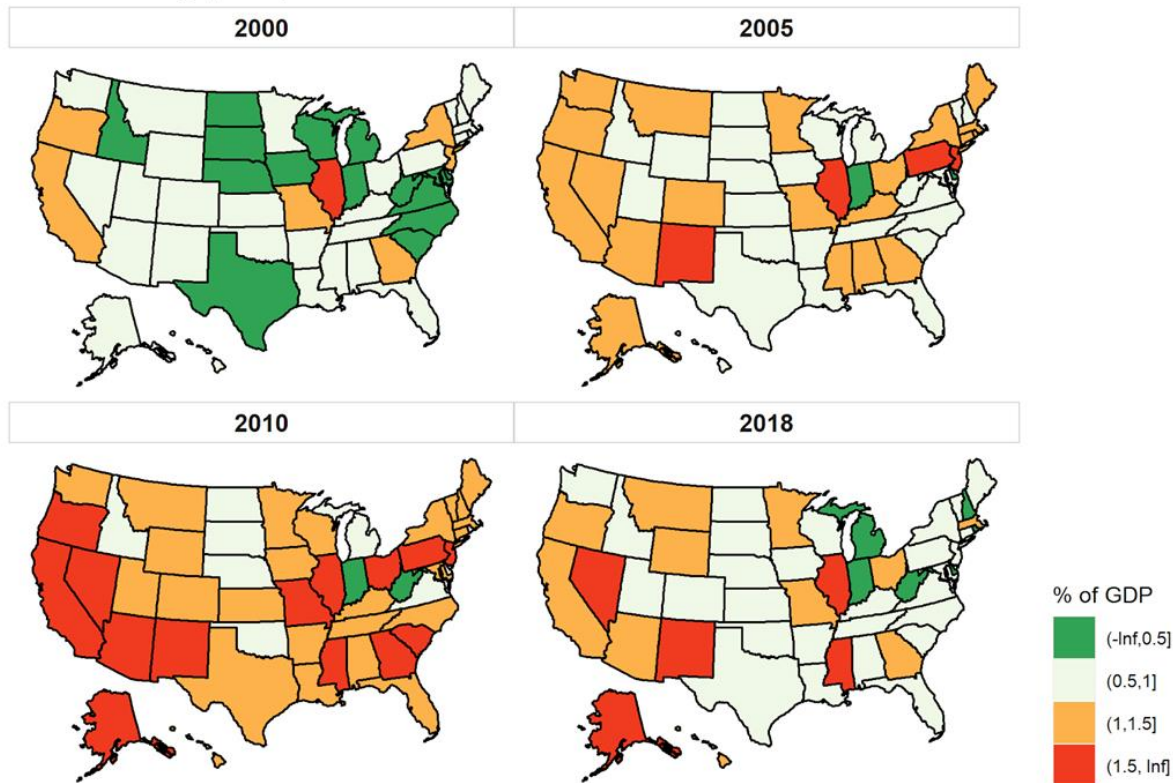 2000
2005
2010
2018
% of GDP
(-Inf,0.5]
(0.5,1]
(1,1.5]
(1.5, Inf]